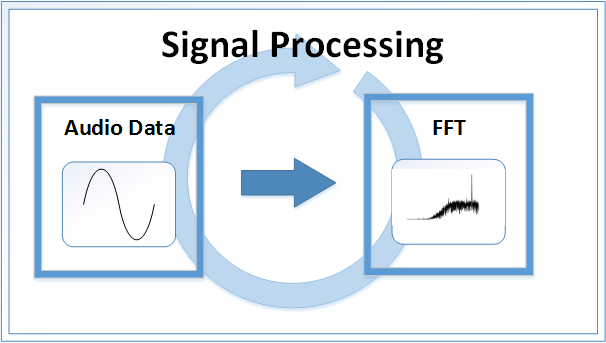 Signal Processing
Audio Data
FFT